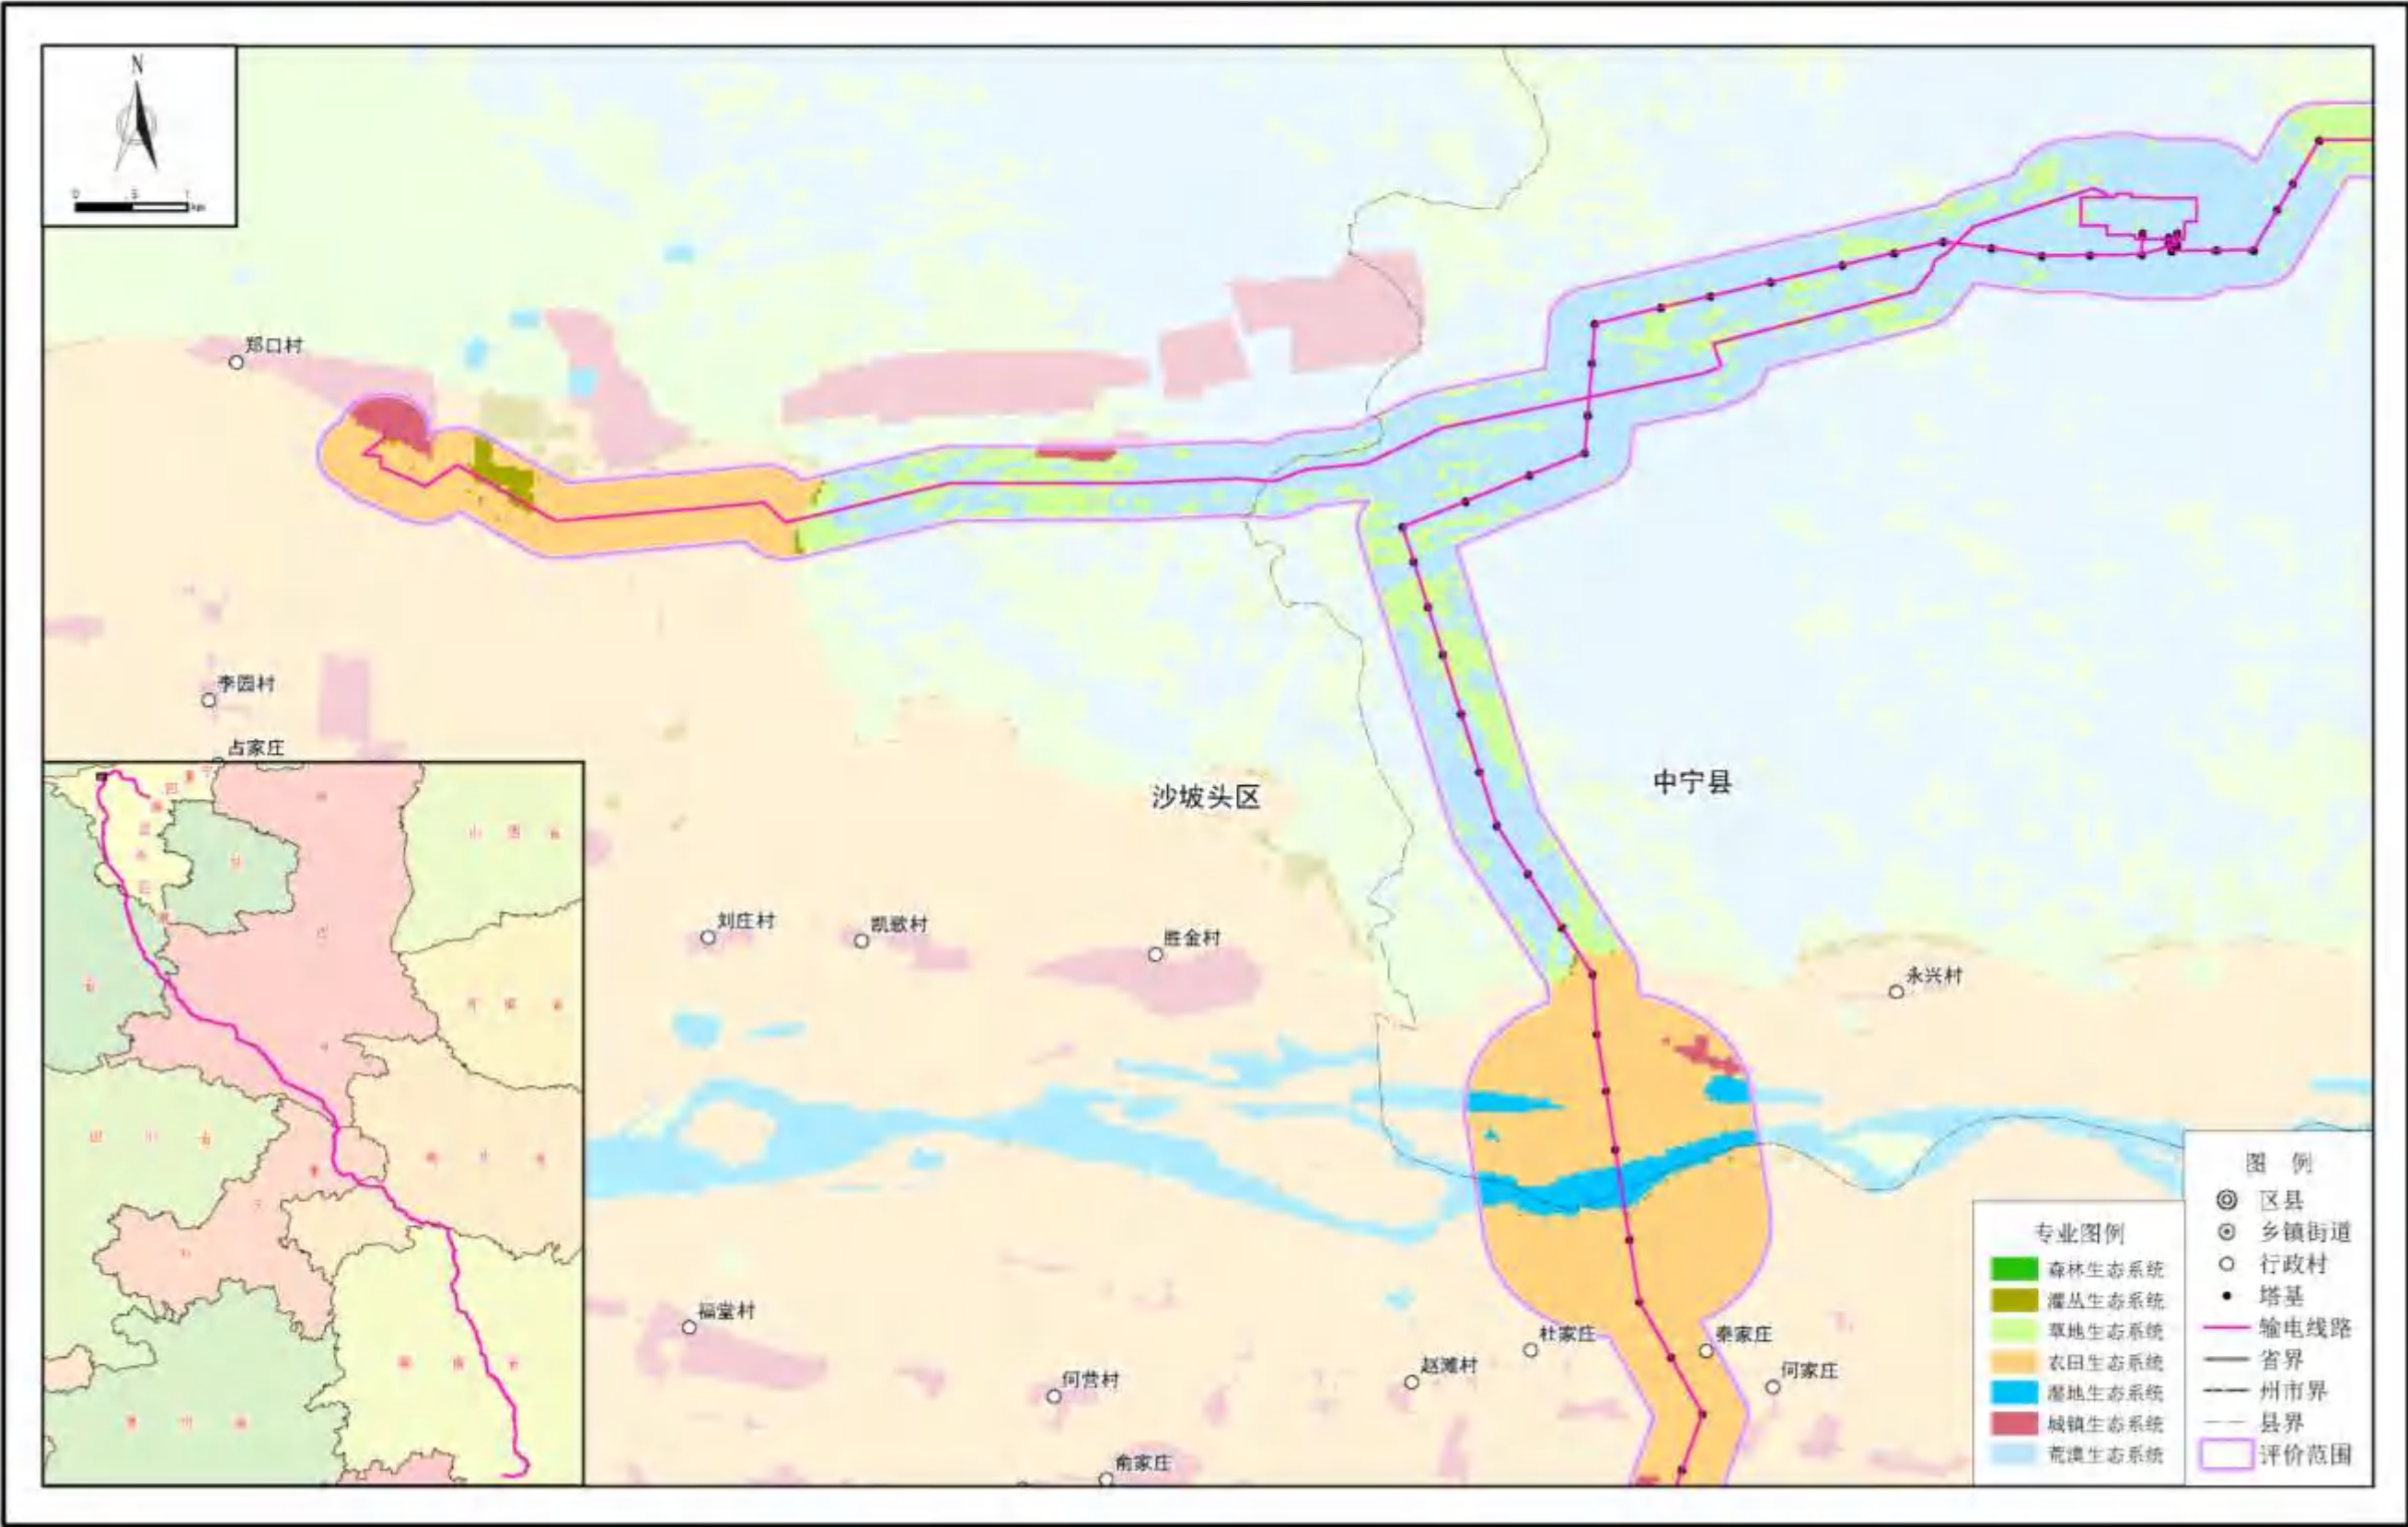 N
0 .5 1
km
郑口村
李园村
占家庄
沙坡头区
中宁县
刘庄村
凯歌村
胜金村
永兴村
福堂村
何营村
俞家庄
赵滩村
杜家庄
秦家庄
何家庄
专业图例
森林生态系统
灌丛生态系统
草地生态系统
农田生态系统
湿地生态系统
城镇生态系统
荒漠生态系统
图 例
区县
乡镇街道
行政村
塔基
输电线路
省界
州市界
县界
评价范围